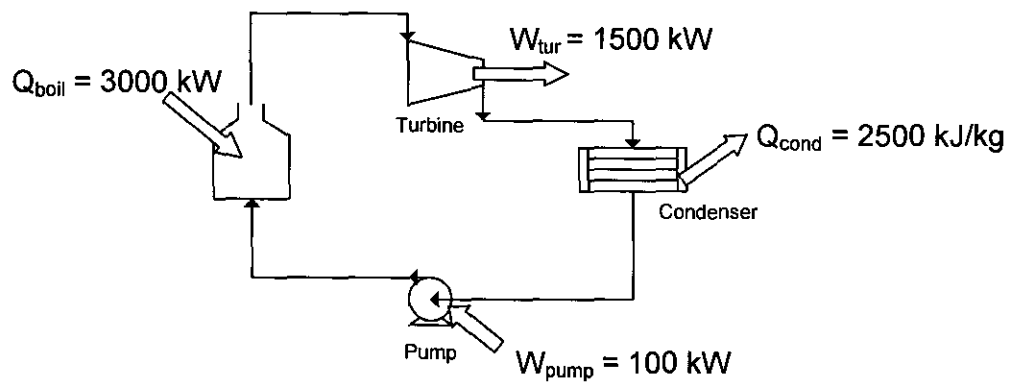 W_tur = 1500 kW
Q_boil = 3000 kW
Turbine
Q_cond = 2500 kJ/kg
Condenser
Pump
W_pump = 100 kW